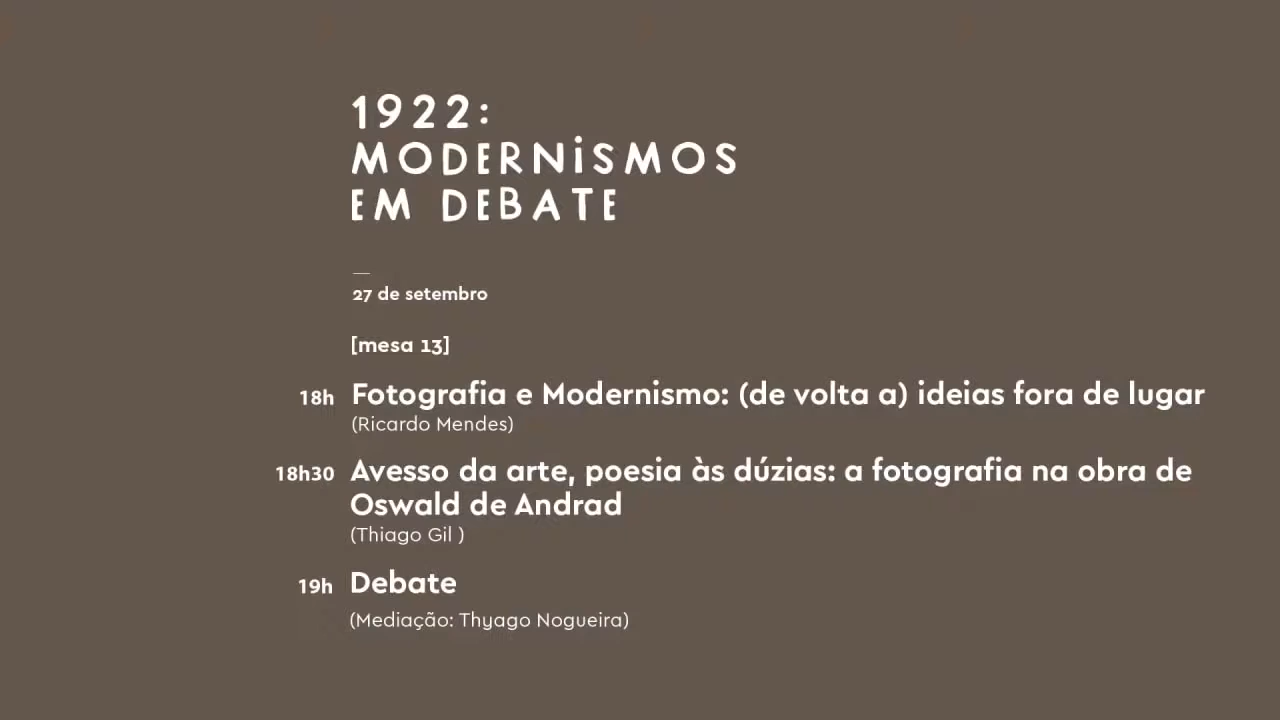 1922:
MODERNiSMOS
EM DEBATE
27 de setembro
[mesa 13]
18h Fotografia e Modernismo: (de volta a) ideias fora de lugar
(Ricardo Mendes)
18h30 Avesso da arte, poesia às dúzias: a fotografia na obra de
Oswald de Andrad
(Thiago Gil )
19h Debate
(Mediação: Thyago Nogueira)